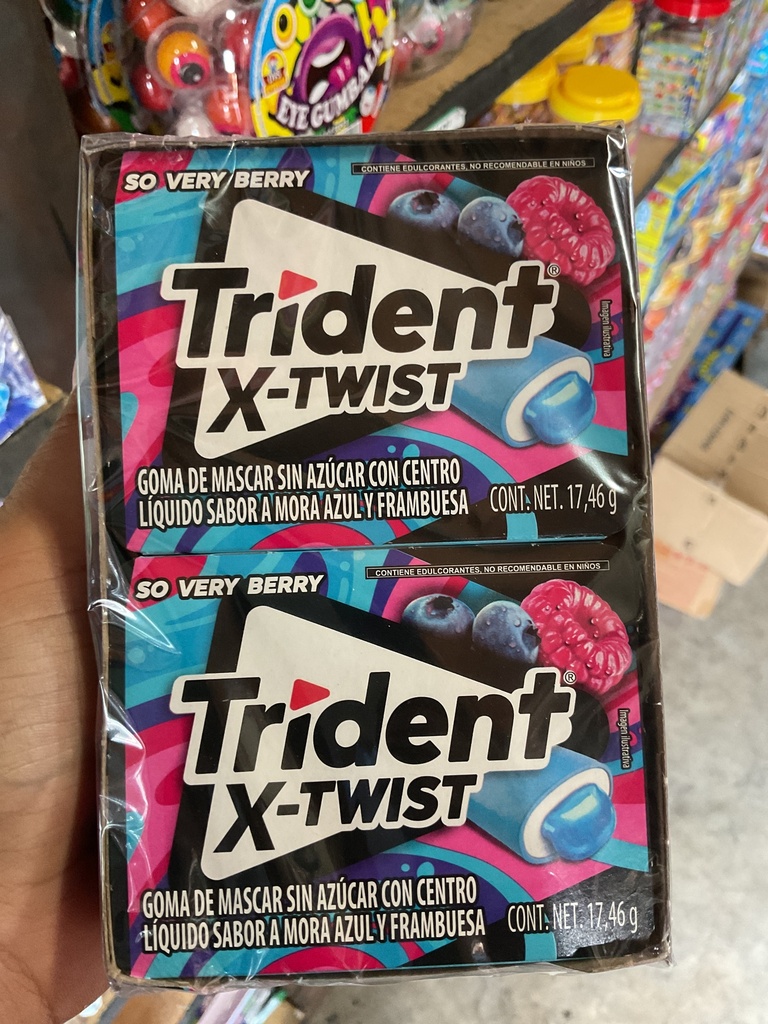 EYE GUMBALL
SO VERY BERRY
CONTIENE EDULCORANTES, NO RECOMENDABLE EN NIÑOS
Trident®
X-TWIST
Imagen ilustrativa
GOMA DE MASCAR SIN AZÚCAR CON CENTRO
LÍQUIDO SABOR A MORA AZUL Y FRAMBUESA
CONT. NET. 17,46 g
SO VERY BERRY
CONTIENE EDULCORANTES, NO RECOMENDABLE EN NIÑOS
Trident®
X-TWIST
Imagen ilustrativa
GOMA DE MASCAR SIN AZÚCAR CON CENTRO
LÍQUIDO SABOR A MORA AZUL Y FRAMBUESA
CONT. NET. 17,46 g